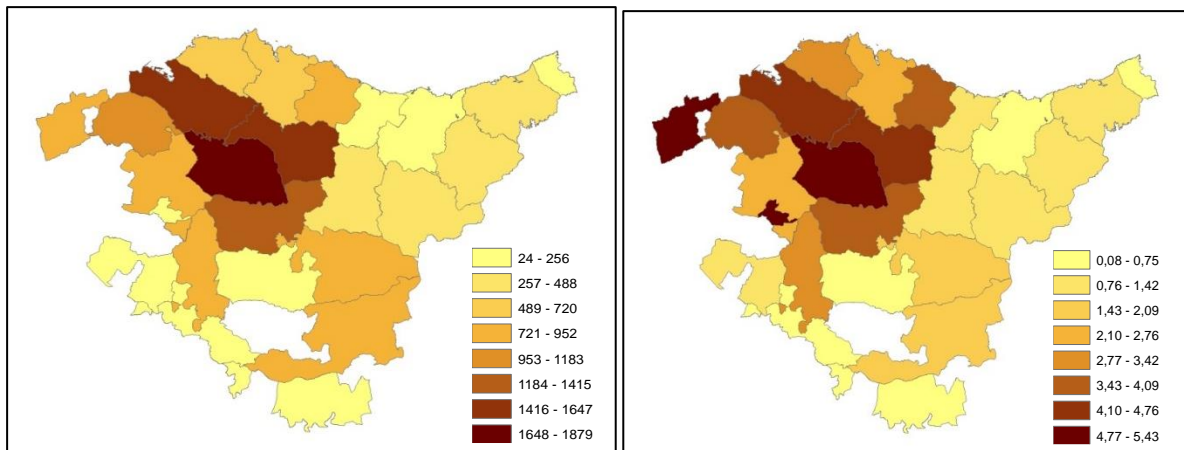 24 - 256
257 - 488
489 - 720
721 - 952
953 - 1183
1184 - 1415
1416 - 1647
1648 - 1879
0,08 - 0,75
0,76 - 1,42
1,43 - 2,09
2,10 - 2,76
2,77 - 3,42
3,43 - 4,09
4,10 - 4,76
4,77 - 5,43